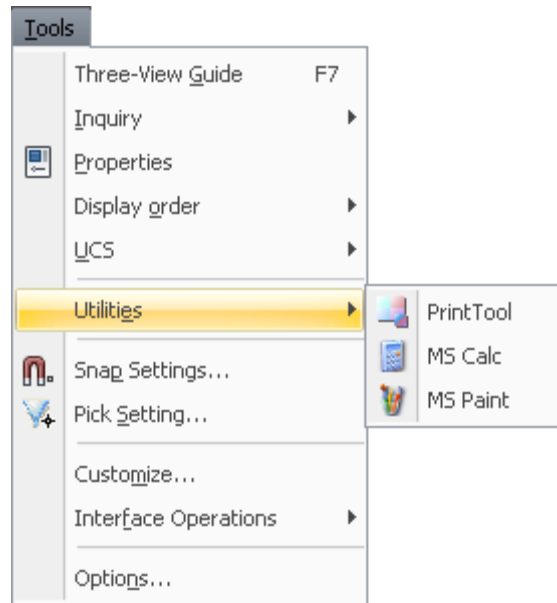 Tools
Three-View Guide F7
Inquiry
Properties
Display order
UCS
Utilities
PrintTool
MS Calc
MS Paint
Snap Settings...
Pick Setting...
Customize...
Interface Operations
Options...